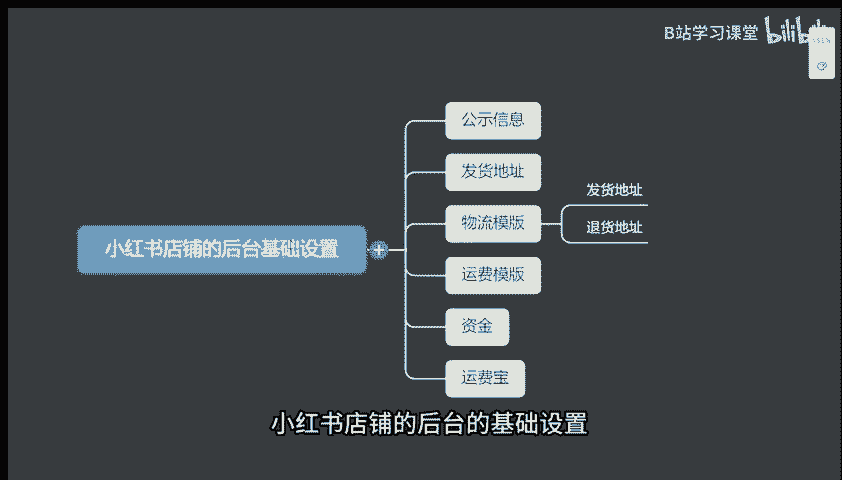 B站学习课堂
公示信息
发货地址
物流模版
发货地址
退货地址
小红书店铺的后台基础设置
运费模版
资金
运费宝
小红书店铺的后台的基础设置